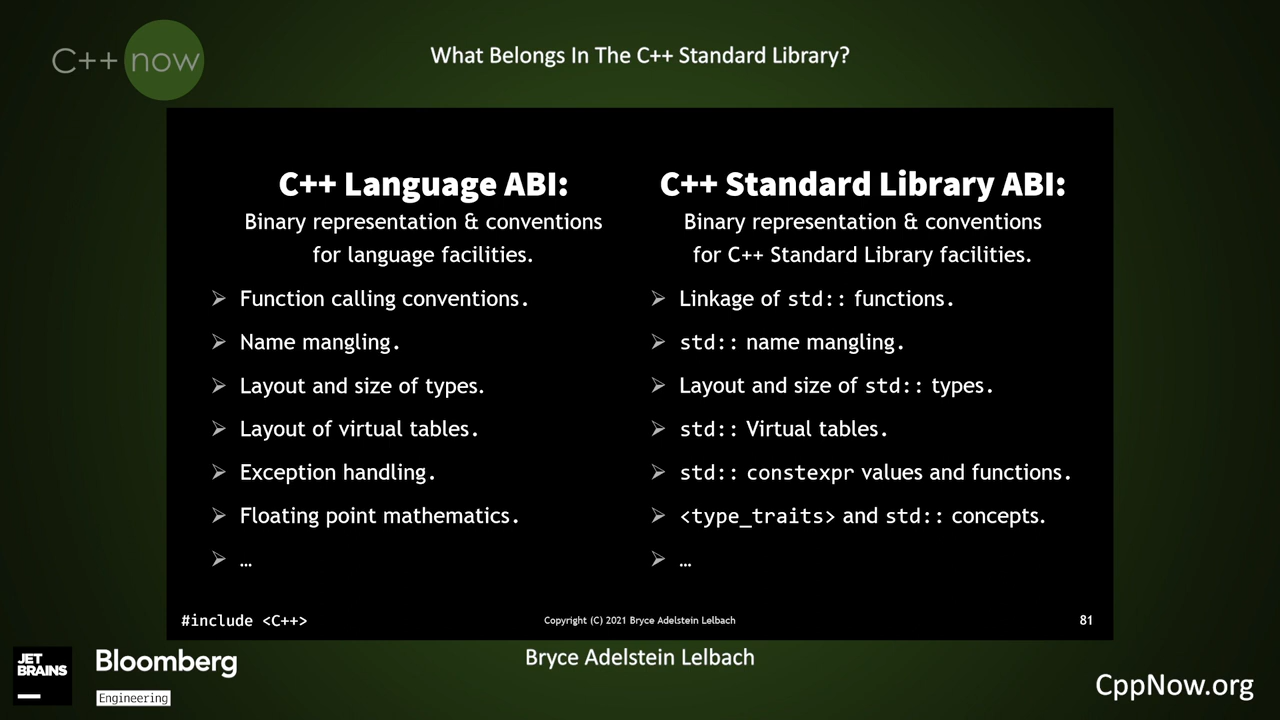 C++ now
What Belongs In The C++ Standard Library?
C++ Language ABI:
Binary representation & conventions
for language facilities.
➢ Function calling conventions.
➢ Name mangling.
➢ Layout and size of types.
➢ Layout of virtual tables.
➢ Exception handling.
➢ Floating point mathematics.
➢ …
C++ Standard Library ABI:
Binary representation & conventions
for C++ Standard Library facilities.
➢ Linkage of std:: functions.
➢ std:: name mangling.
➢ Layout and size of std:: types.
➢ std:: Virtual tables.
➢ std:: constexpr values and functions.
➢ <type_traits> and std:: concepts.
➢ …
#include <C++>
Copyright (C) 2021 Bryce Adelstein Lelbach
81
JET
BRAINS
Bloomberg
Engineering
Bryce Adelstein Lelbach
CppNow.org